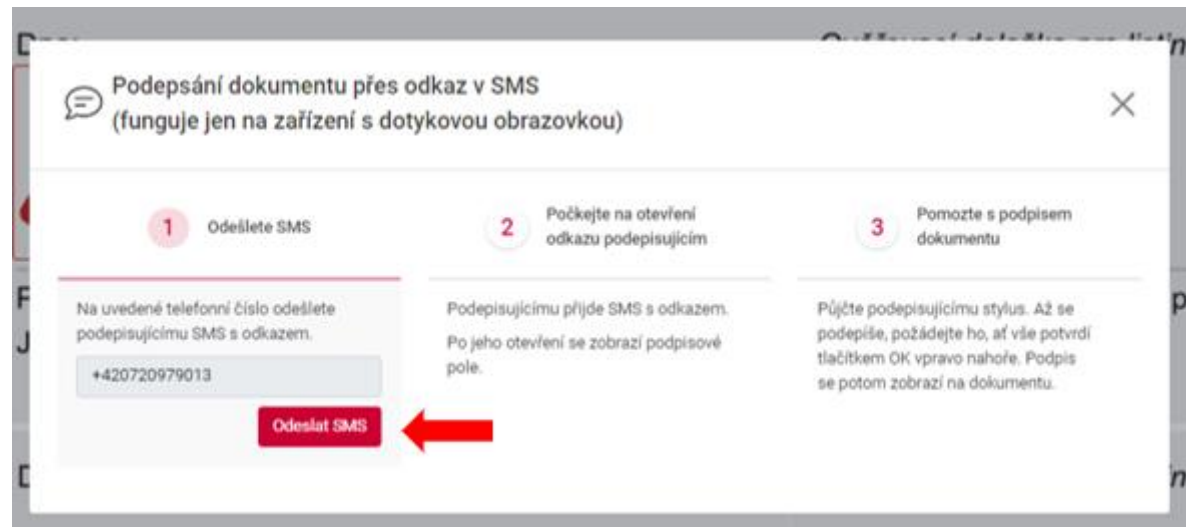 Podepsání dokumentu přes odkaz v SMS
(funguje jen na zařízení s dotykovou obrazovkou)
1 Odešlete SMS
Na uvedené telefonní číslo odešlete
podepisujícímu SMS s odkazem.
+420720979013
Odeslat SMS
2 Počkejte na otevření
odkazu podepisujícím
Podepisujícímu přijde SMS s odkazem.
Po jeho otevření se zobrazí podpisové
pole.
3 Pomozte s podpisem
dokumentu
Půjčte podepisujícímu stylus. Až se
podepíše, požádejte ho, ať vše potvrdí
tlačítkem OK vpravo nahoře. Podpis
se potom zobrazí na dokumentu.